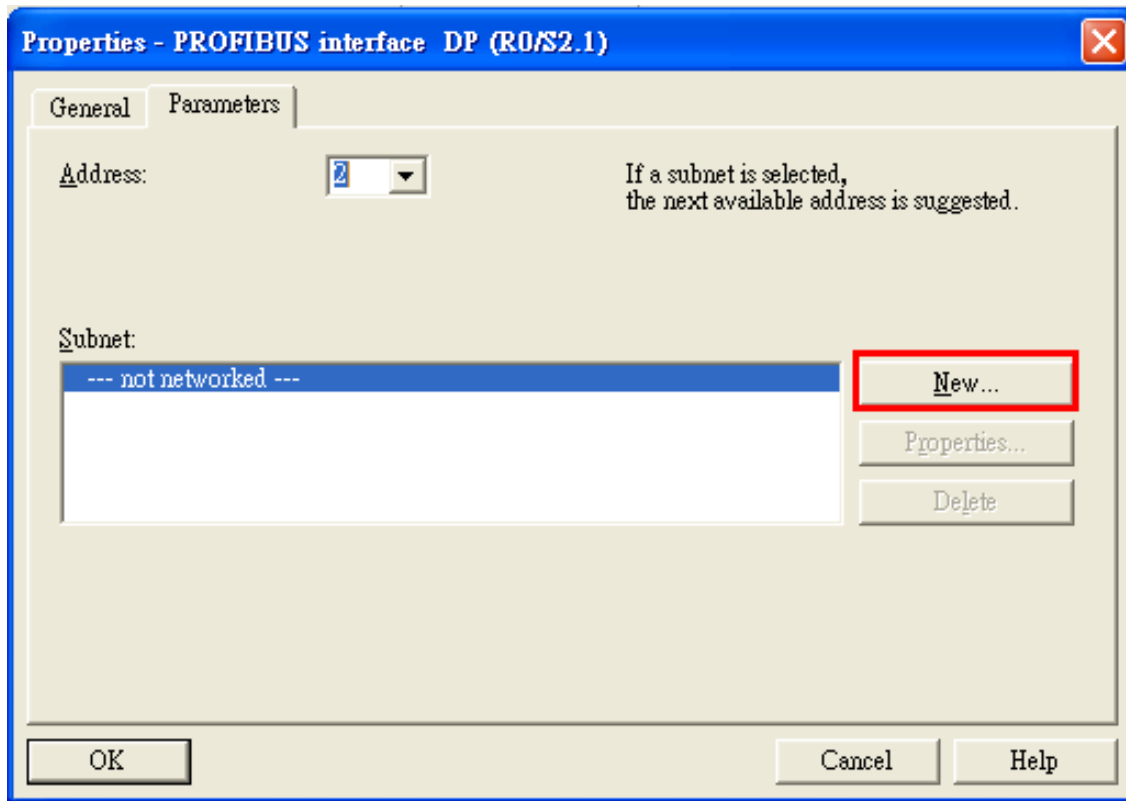 Properties - PROFIBUS interface DP (R0/S2.1)
General Parameters
Address: 2 If a subnet is selected,
the next available address is suggested.
Subnet:
--- not networked ---
New...
Properties...
Delete
OK Cancel Help